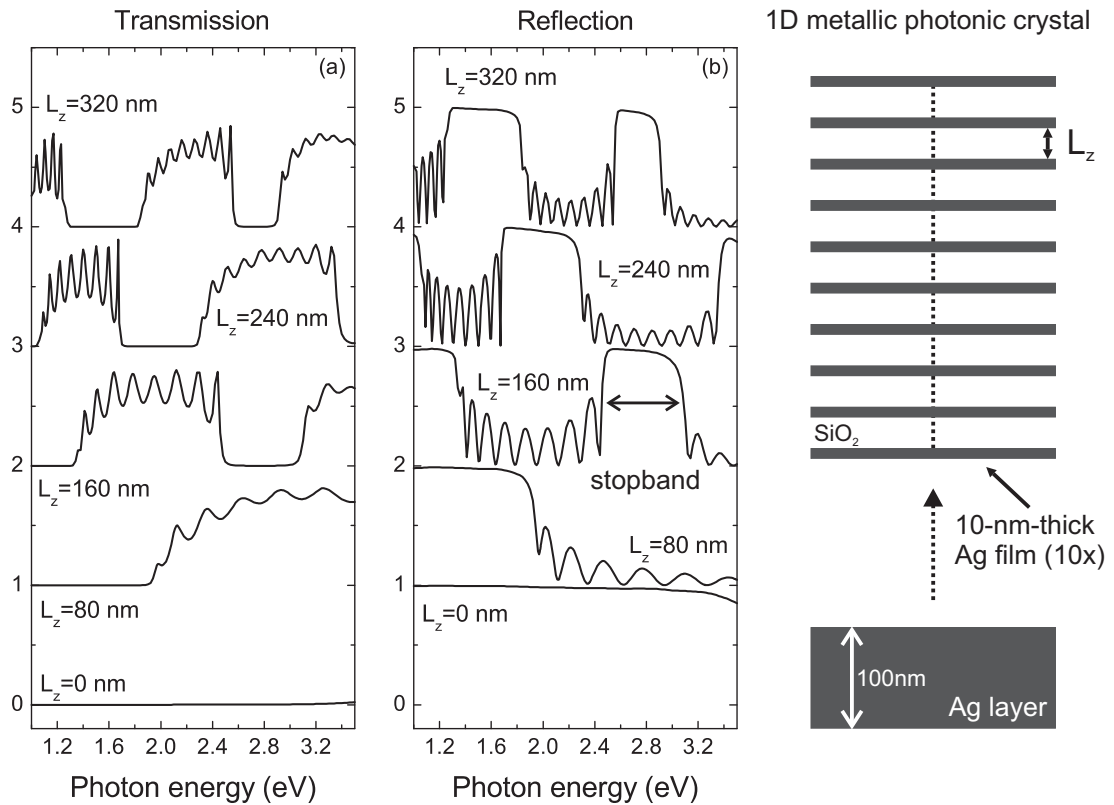 Transmission
(a)
L_z=320 nm
L_z=240 nm
L_z=160 nm
L_z=80 nm
L_z=0 nm
5
4
3
2
1
0
1.2 1.6 2.0 2.4 2.8 3.2
Photon energy (eV)
Reflection
(b)
L_z=320 nm
L_z=240 nm
L_z=160 nm
stopband
L_z=80 nm
L_z=0 nm
5
4
3
2
1
0
1.2 1.6 2.0 2.4 2.8 3.2
Photon energy (eV)
1D metallic photonic crystal
L_z
SiO₂
10-nm-thick
Ag film (10x)
100nm
Ag layer